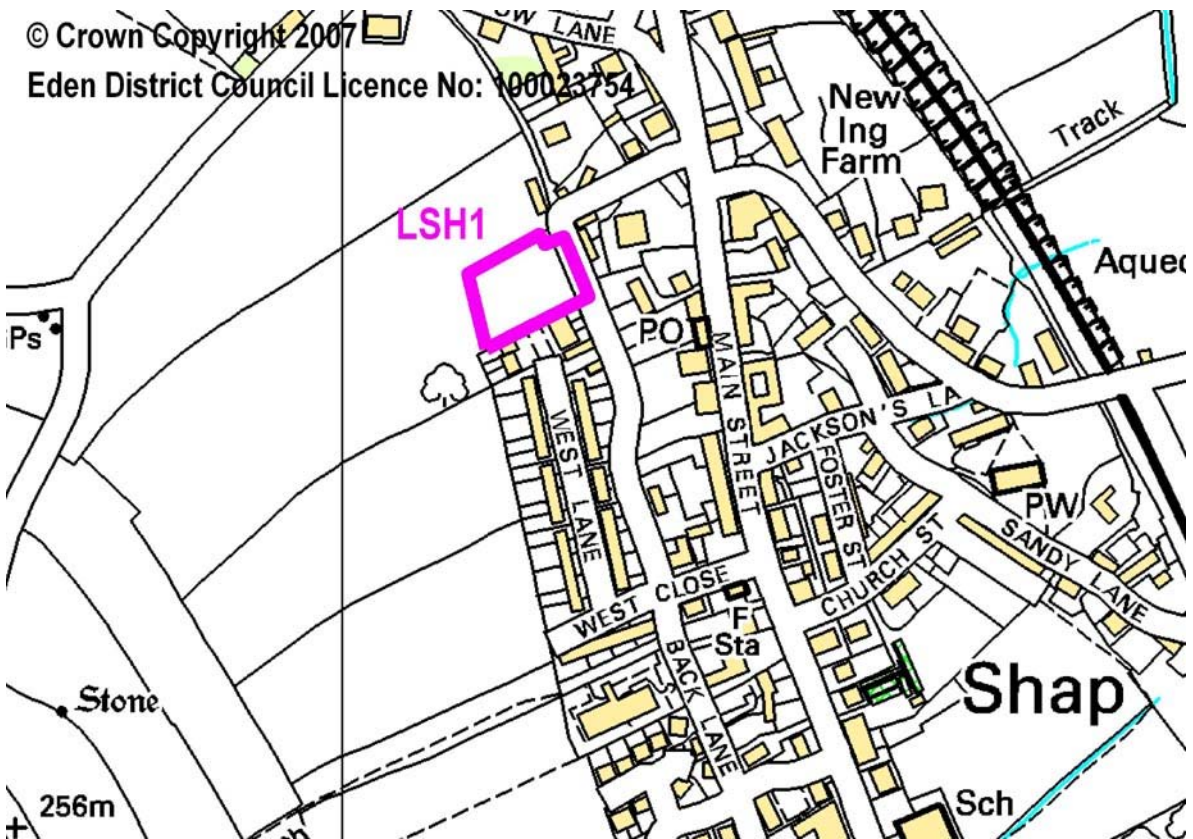 © Crown Copyright 2007
Eden District Council Licence No: 100023754
LANE
New
Ing
Farm
Track
LSH1
Aqued
Ps
PO
MAIN STREET
JACKSON'S LA
WEST LANE
FOSTER ST
PW
SANDY LANE
CHURCH ST
WEST CLOSE
F
Sta
BACK LANE
Shap
Stone
256m
Sch